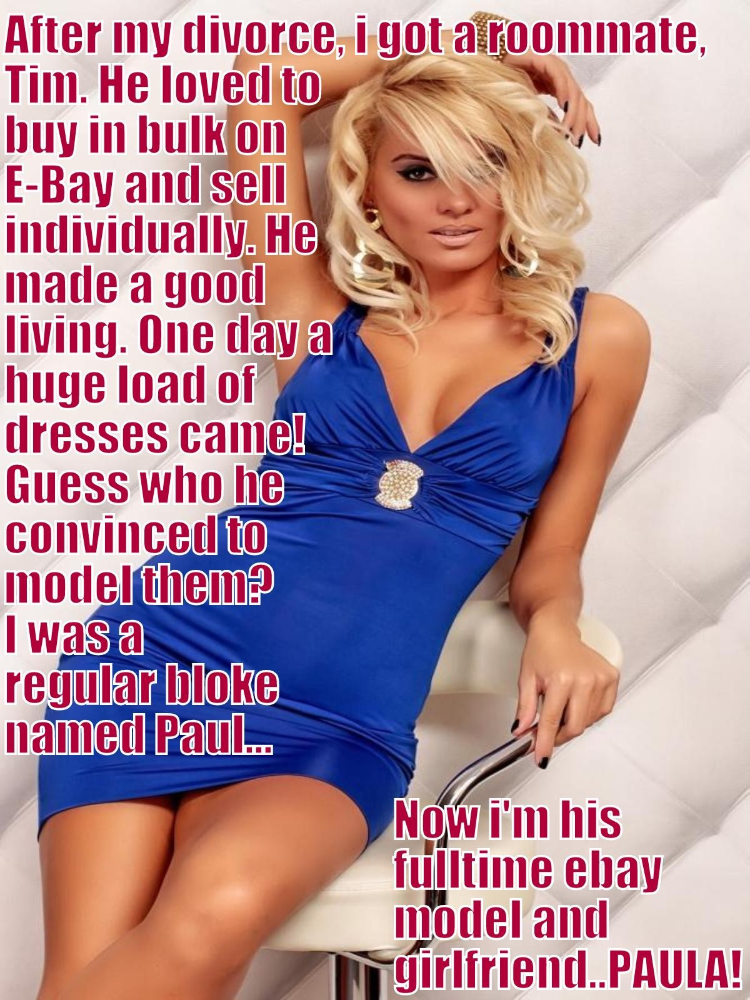 After my divorce, i got a roommate,
Tim. He loved to
buy in bulk on
E-Bay and sell
individually. He
made a good
living. One day a
huge load of
dresses came!
Guess who he
convinced to
model them?
I was a
regular bloke
named Paul...
Now i'm his
fulltime ebay
model and
girlfriend..PAULA!